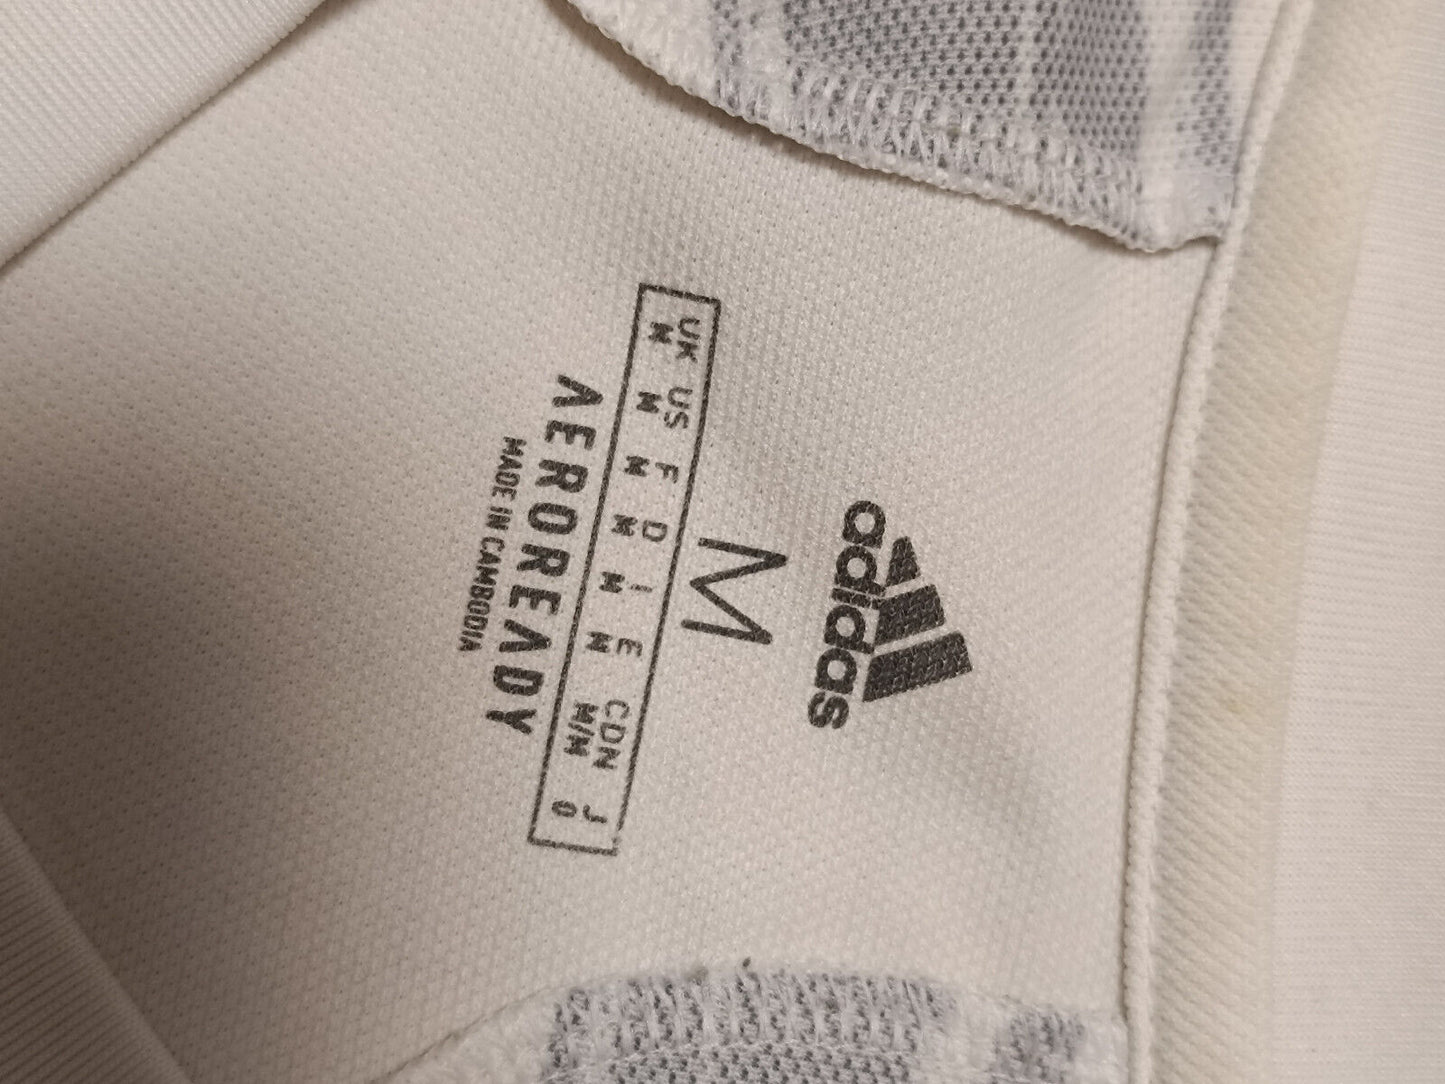 adidas
M
UK US F D I E CDN J
M M M M M M M/M O
AEROREADY
MADE IN CAMBODIA